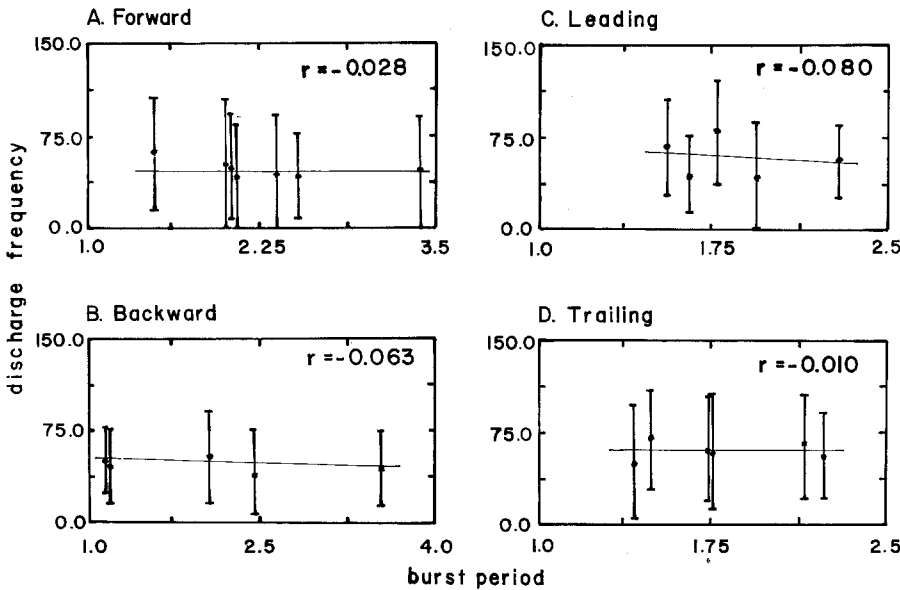 A. Forward
150.0
75.0
0.0
r = -0.028
1.0
2.25
3.5
C. Leading
150.0
75.0
0.0
r = -0.080
1.0
1.75
2.5
B. Backward
150.0
75.0
0.0
r = -0.063
1.0
2.5
4.0
D. Trailing
150.0
75.0
0.0
r = -0.010
1.0
1.75
2.5
discharge frequency
burst period